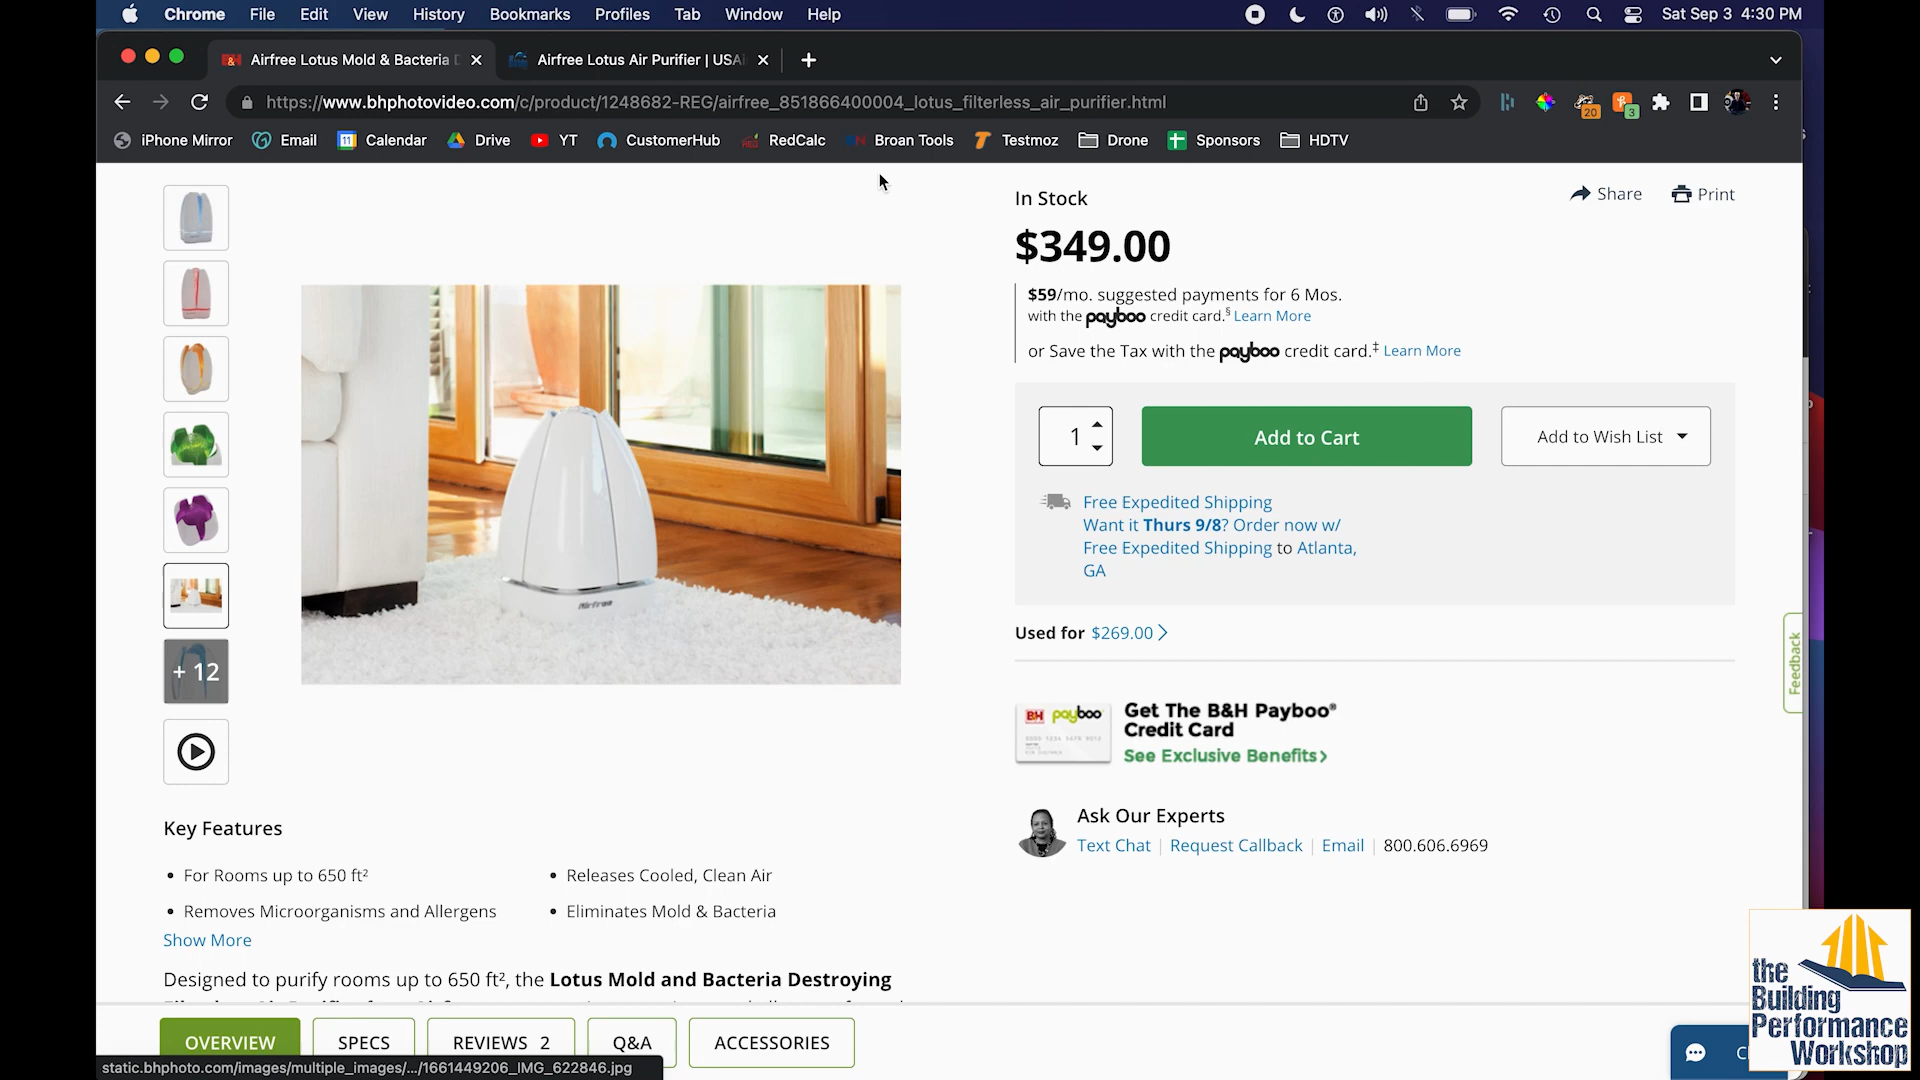 Chrome File Edit View History Bookmarks Profiles Tab Window Help Sat Sep 3 4:30 PM
Airfree Lotus Mold & Bacteria Airfree Lotus Air Purifier | USAi
https://www.bhphotovideo.com/c/product/1248682-REG/airfree_851866400004_lotus_filterless_air_purifier.html 20 3
iPhone Mirror Email Calendar Drive YT CustomerHub RedCalc Broan Tools Testmoz Drone Sponsors HDTV
In Stock
Share Print
$349.00
$59/mo. suggested payments for 6 Mos.
with the payboo credit card.§ Learn More
or Save the Tax with the payboo credit card.‡ Learn More
1 Add to Cart Add to Wish List
Free Expedited Shipping
Want it Thurs 9/8? Order now w/
Free Expedited Shipping to Atlanta,
GA
Airfree
Used for $269.00
+ 12
Feedback
B&H payboo
Get The B&H Payboo®
Credit Card
See Exclusive Benefits
Ask Our Experts
Text Chat | Request Callback | Email | 800.606.6969
Key Features
• For Rooms up to 650 ft²
• Removes Microorganisms and Allergens
• Releases Cooled, Clean Air
• Eliminates Mold & Bacteria
Show More
Designed to purify rooms up to 650 ft², the Lotus Mold and Bacteria Destroying
OVERVIEW SPECS REVIEWS 2 Q&A ACCESSORIES
static.bhphoto.com/images/multiple_images/.../1661449206_IMG_622846.jpg
the
Building
Performance
Workshop